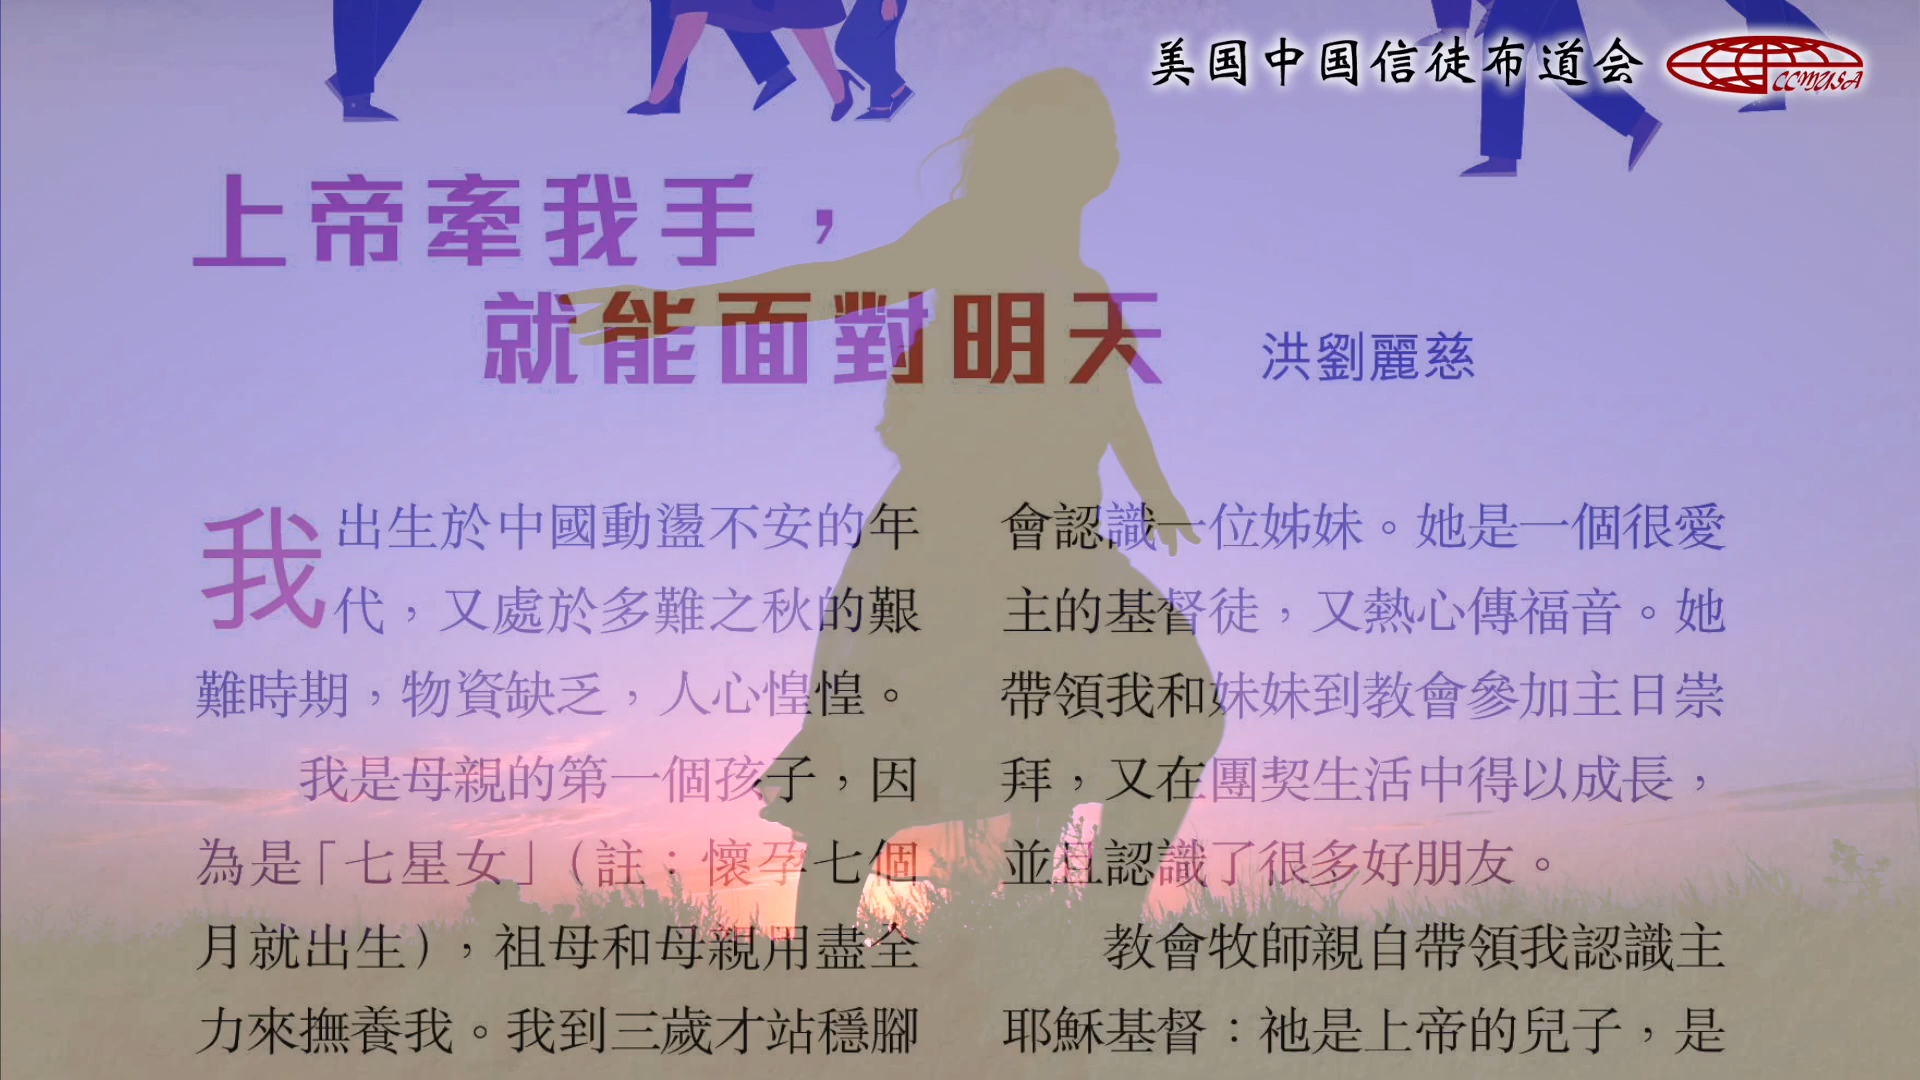 美国中国信徒布道会
CCMUSA
上帝牽我手，
就能面對明天
洪劉麗慈
我出生於中國動盪不安的年
代，又處於多難之秋的艱
難時期，物資缺乏，人心惶惶。
我是母親的第一個孩子，因
為是「七星女」（註：懷孕七個
月就出生），祖母和母親用盡全
力來撫養我。我到三歲才站穩腳
會認識一位姊妹。她是一個很愛
主的基督徒，又熱心傳福音。她
帶領我和妹妹到教會參加主日崇
拜，又在團契生活中得以成長，
並且認識了很多好朋友。
教會牧師親自帶領我認識主
耶穌基督：祂是上帝的兒子，是